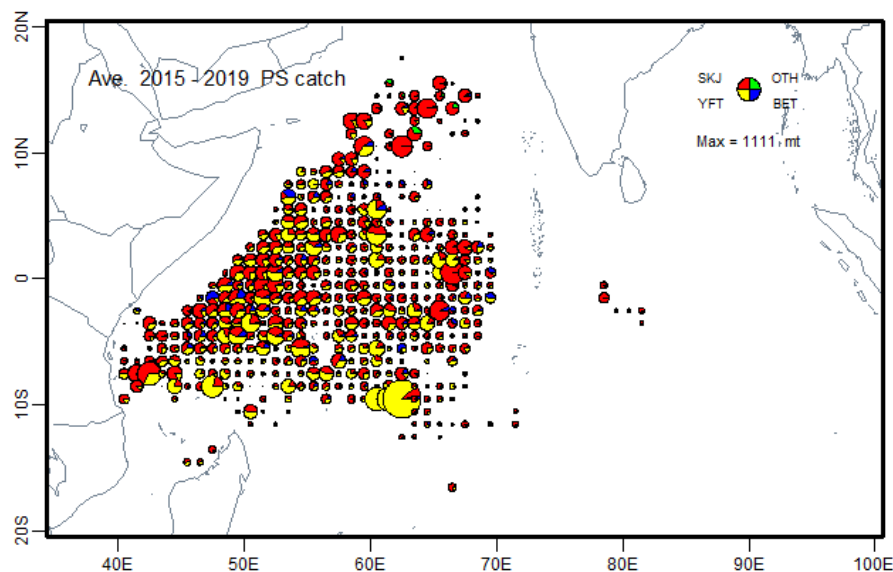 20N
Ave. 2015 - 2019 PS catch
SKJ OTH
YFT BET
Max = 1111 mt
10N
0
10S
20S
40E 50E 60E 70E 80E 90E 100E